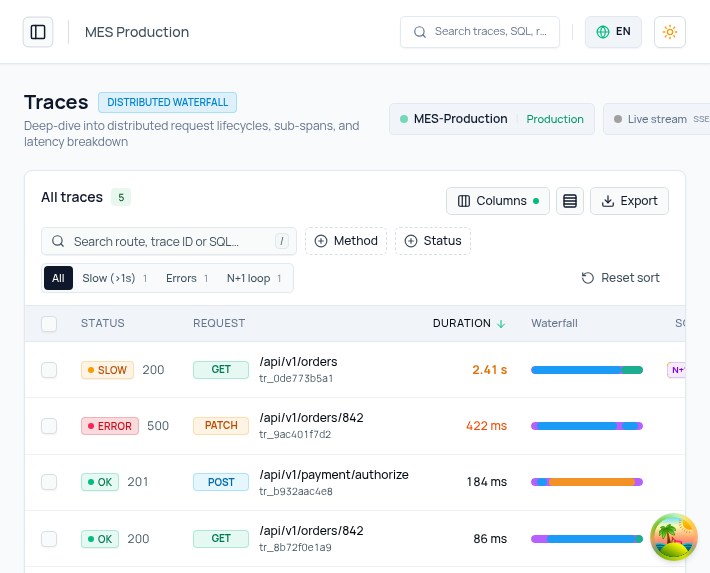 MES Production
Search traces, SQL, r...
EN
Traces
DISTRIBUTED WATERFALL
Deep-dive into distributed request lifecycles, sub-spans, and
latency breakdown
MES-Production
Production
Live stream
SSE
All traces
5
Columns
Export
Search route, trace ID or SQL...
/
Method
Status
All
Slow (>1s) 1
Errors 1
N+1 loop 1
Reset sort
STATUS
REQUEST
DURATION ↓
Waterfall
SLOW
200
GET
/api/v1/orders
tr_0de773b5a1
2.41 s
ERROR
500
PATCH
/api/v1/orders/842
tr_9ac401f7d2
422 ms
OK
201
POST
/api/v1/payment/authorize
tr_b932aac4e8
184 ms
OK
200
GET
/api/v1/orders/842
tr_8b72f0e1a9
86 ms